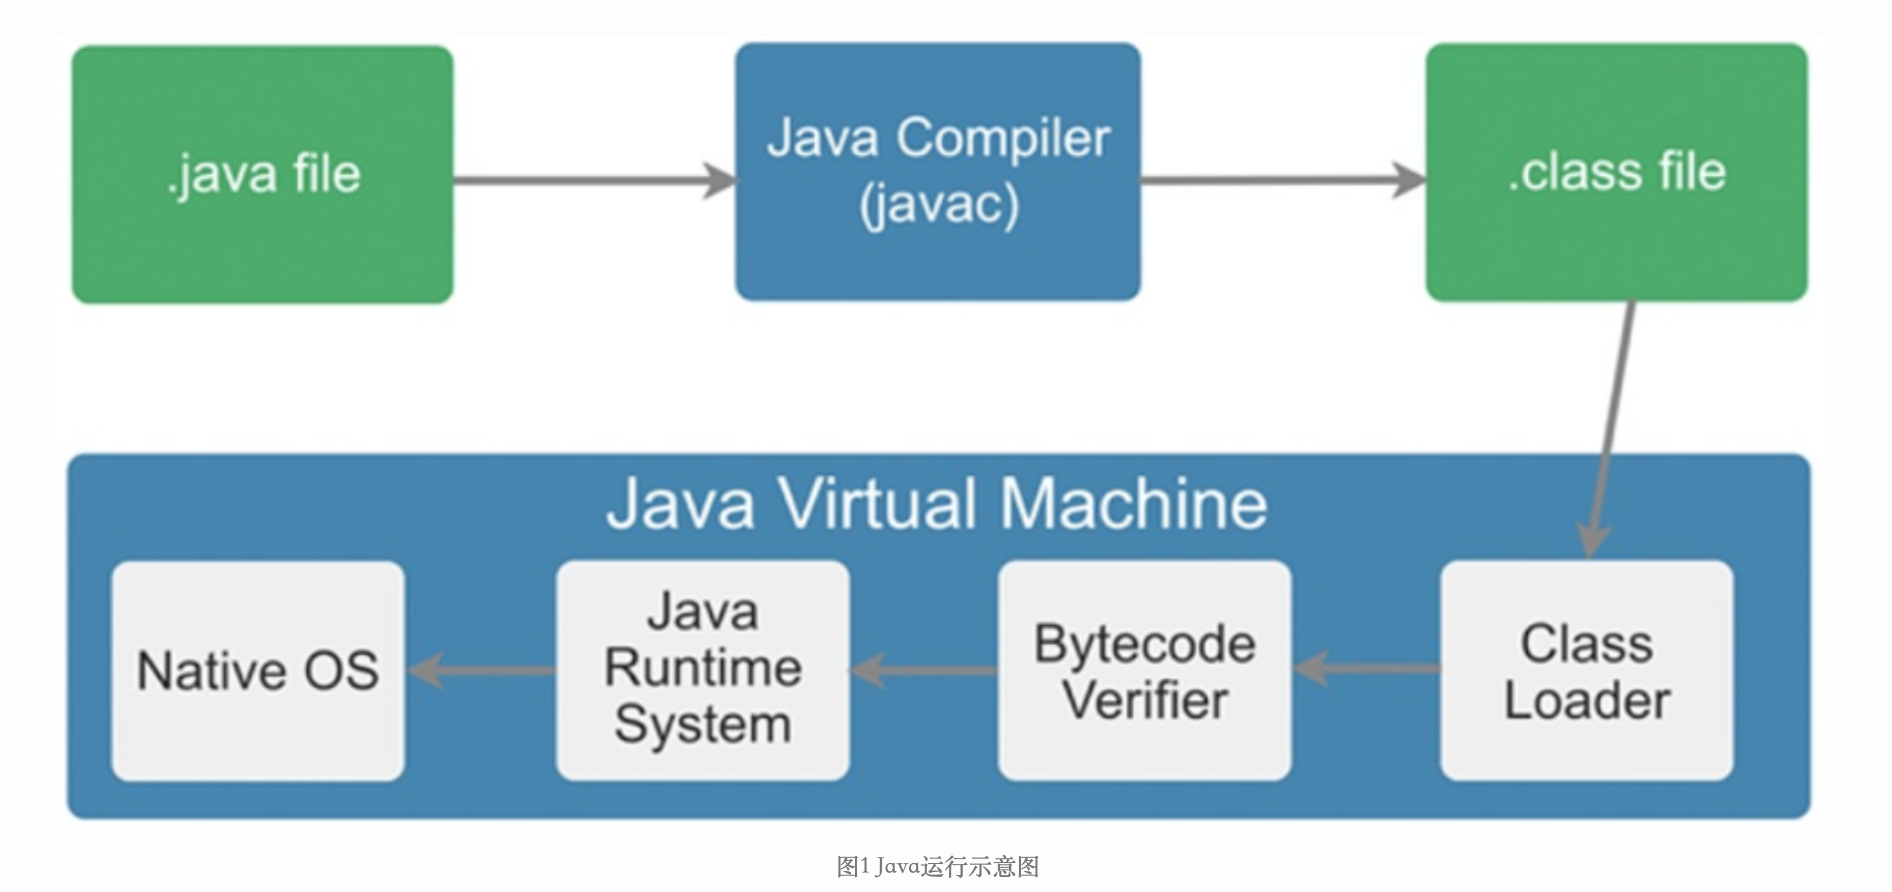 .java file
Java Compiler
(javac)
.class file
Java Virtual Machine
Native OS
Java
Runtime
System
Bytecode
Verifier
Class
Loader
图1 Java运行示意图